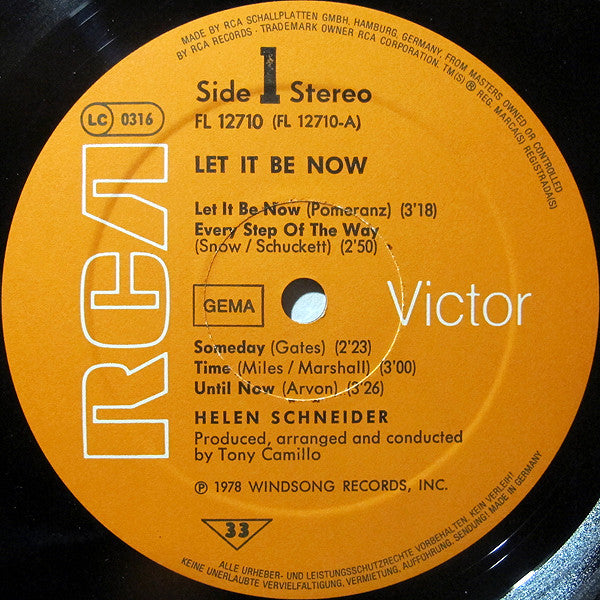 MADE BY RCA SCHALLPLATTEN GMBH, HAMBURG, GERMANY, FROM MASTERS OWNED OR CONTROLLED
BY RCA RECORDS · TRADEMARK OWNER RCA CORPORATION. TM(S) ® REG. MARCA(S) REGISTRADA(S)
Side 1 Stereo
FL 12710 (FL 12710-A)
LC 0316
LET IT BE NOW
RCA
Let It Be Now (Pomeranz) (3'18)
Every Step Of The Way
(Snow / Schuckett) (2'50)
GEMA
Victor
Someday (Gates) (2'23)
Time (Miles / Marshall) (3'00)
Until Now (Arvon) (3'26)
HELEN SCHNEIDER
Produced, arranged and conducted
by Tony Camillo
℗ 1978 WINDSONG RECORDS, INC.
33
ALLE URHEBER- UND LEISTUNGSSCHUTZRECHTE VORBEHALTEN. KEIN VERLEIH!
KEINE UNERLAUBTE VERVIELFÄLTIGUNG, VERMIETUNG, AUFFÜHRUNG, SENDUNG! MADE IN GERMANY